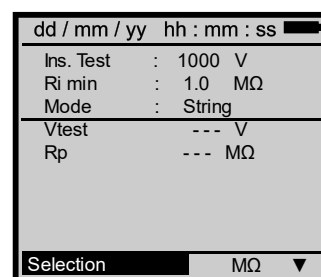 dd / mm / yy hh : mm : ss
Ins. Test : 1000 V
Ri min : 1.0 MΩ
Mode : String
Vtest - - - V
Rp - - - MΩ
Selection MΩ ▼